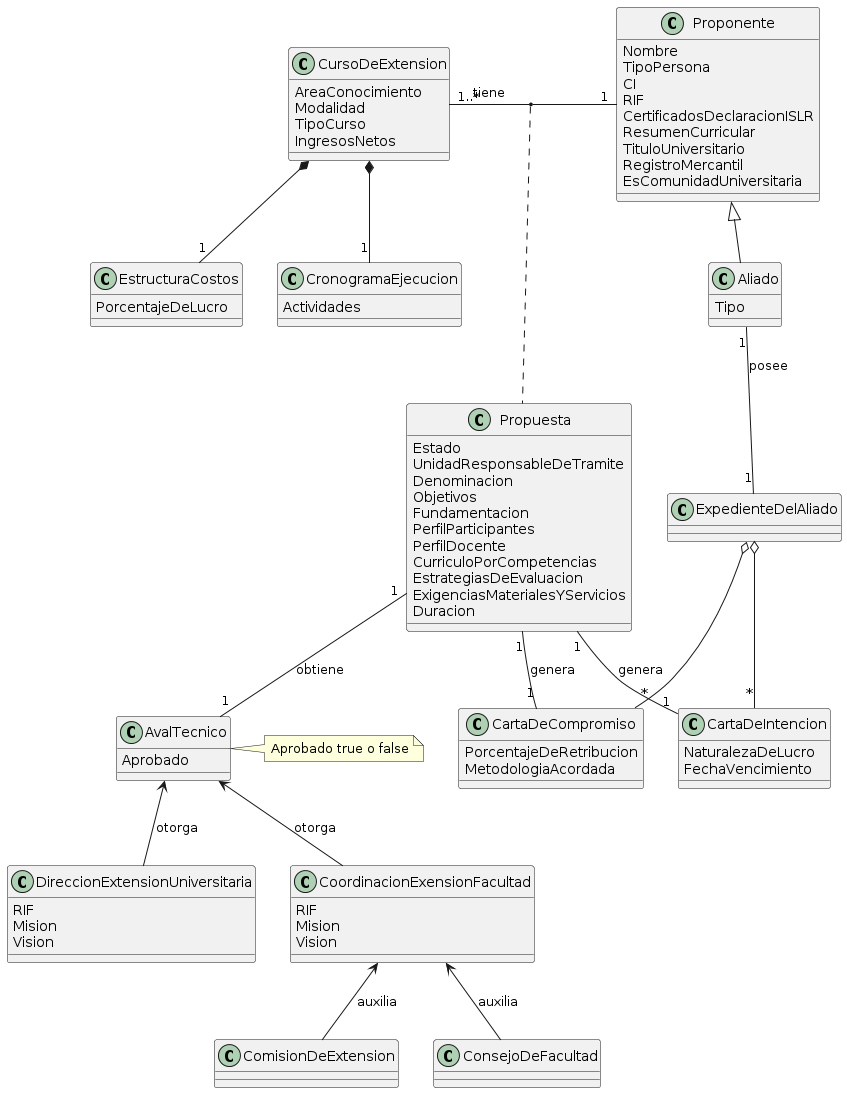 Proponente
Nombre
TipoPersona
CI
RIF
CertificadosDeclaracionISLR
ResumenCurricular
TituloUniversitario
RegistroMercantil
EsComunidadUniversitaria
CursoDeExtension
AreaConocimiento
Modalidad
TipoCurso
IngresosNetos
1..*
tiene
1
1
1
EstructuraCostos
PorcentajeDeLucro
CronogramaEjecucion
Actividades
Aliado
Tipo
1
posee
1
Propuesta
Estado
UnidadResponsableDeTramite
Denominacion
Objetivos
Fundamentacion
PerfilParticipantes
PerfilDocente
CurriculoPorCompetencias
EstrategiasDeEvaluacion
ExigenciasMaterialesYServicios
Duracion
ExpedienteDelAliado
1
obtiene
1
1
genera
1
1
genera
1
*
*
AvalTecnico
Aprobado
Aprobado true o false
CartaDeCompromiso
PorcentajeDeRetribucion
MetodologiaAcordada
CartaDeIntencion
NaturalezaDeLucro
FechaVencimiento
otorga
otorga
DireccionExtensionUniversitaria
RIF
Mision
Vision
CoordinacionExensionFacultad
RIF
Mision
Vision
auxilia
auxilia
ComisionDeExtension
ConsejoDeFacultad